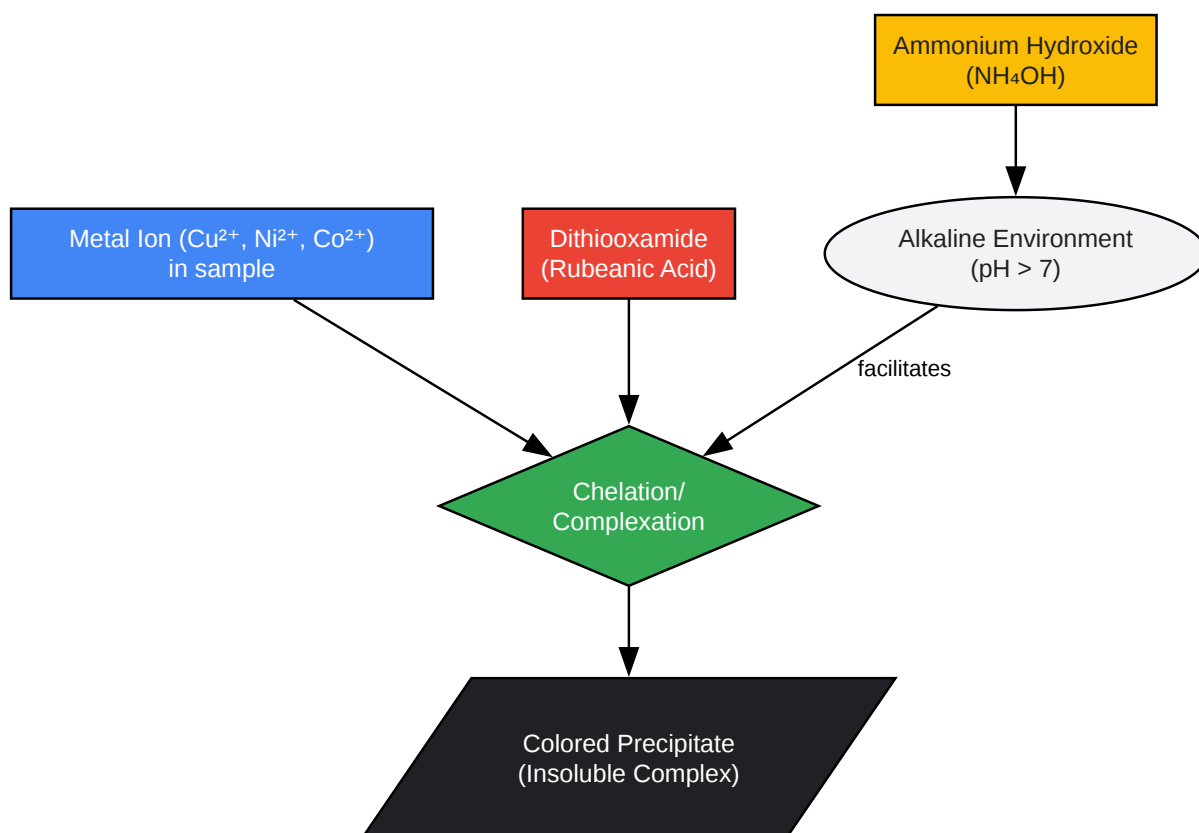 Ammonium Hydroxide
(NH₄OH)
Metal Ion (Cu²⁺, Ni²⁺, Co²⁺)
in sample
Dithiooxamide
(Rubeanic Acid)
Alkaline Environment
(pH > 7)
facilitates
Chelation/
Complexation
Colored Precipitate
(Insoluble Complex)